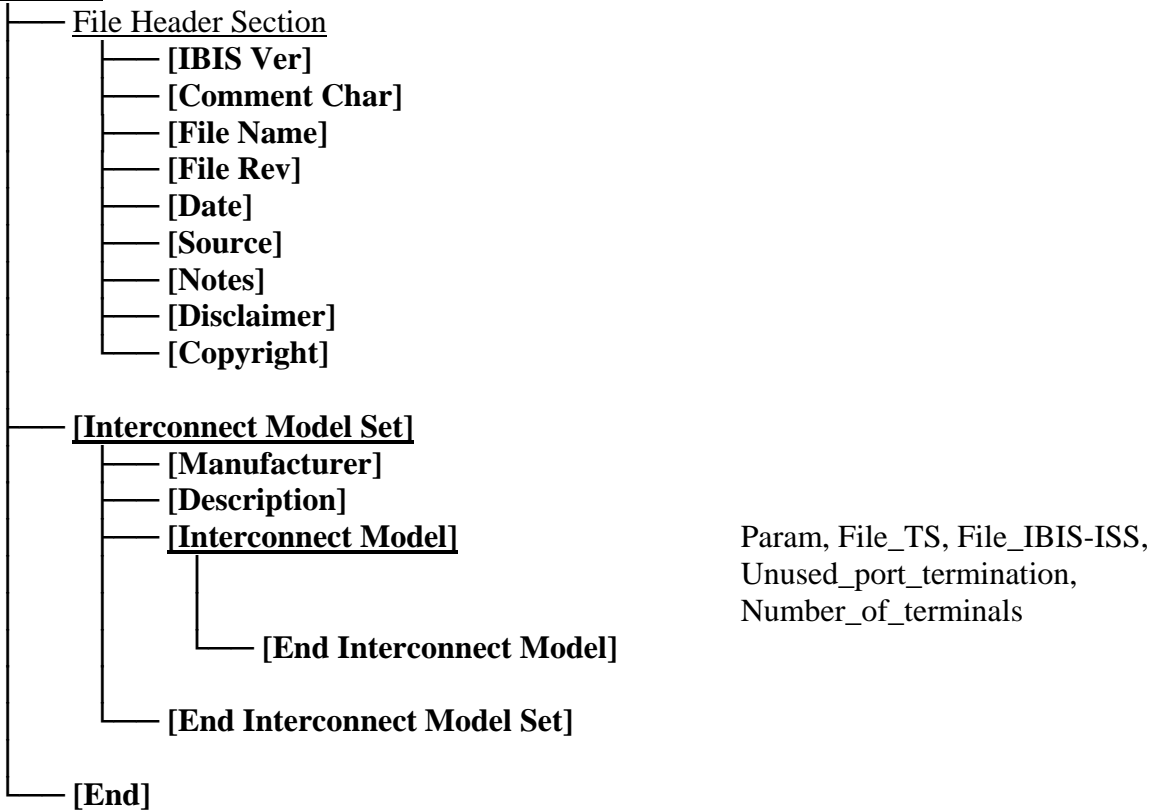 File Header Section
[IBIS Ver]
[Comment Char]
[File Name]
[File Rev]
[Date]
[Source]
[Notes]
[Disclaimer]
[Copyright]
[Interconnect Model Set]
[Manufacturer]
[Description]
[Interconnect Model] Param, File_TS, File_IBIS-ISS,
Unused_port_termination,
Number_of_terminals
[End Interconnect Model]
[End Interconnect Model Set]
[End]